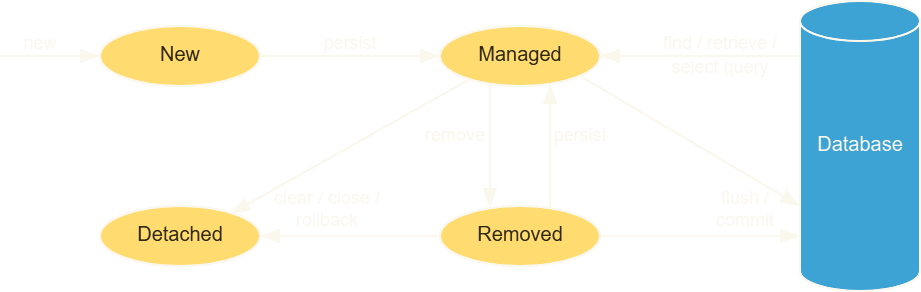 new
New
persist
Managed
find / retrieve /
select query
remove
persist
Database
clear / close /
rollback
flush /
commit
Detached
Removed